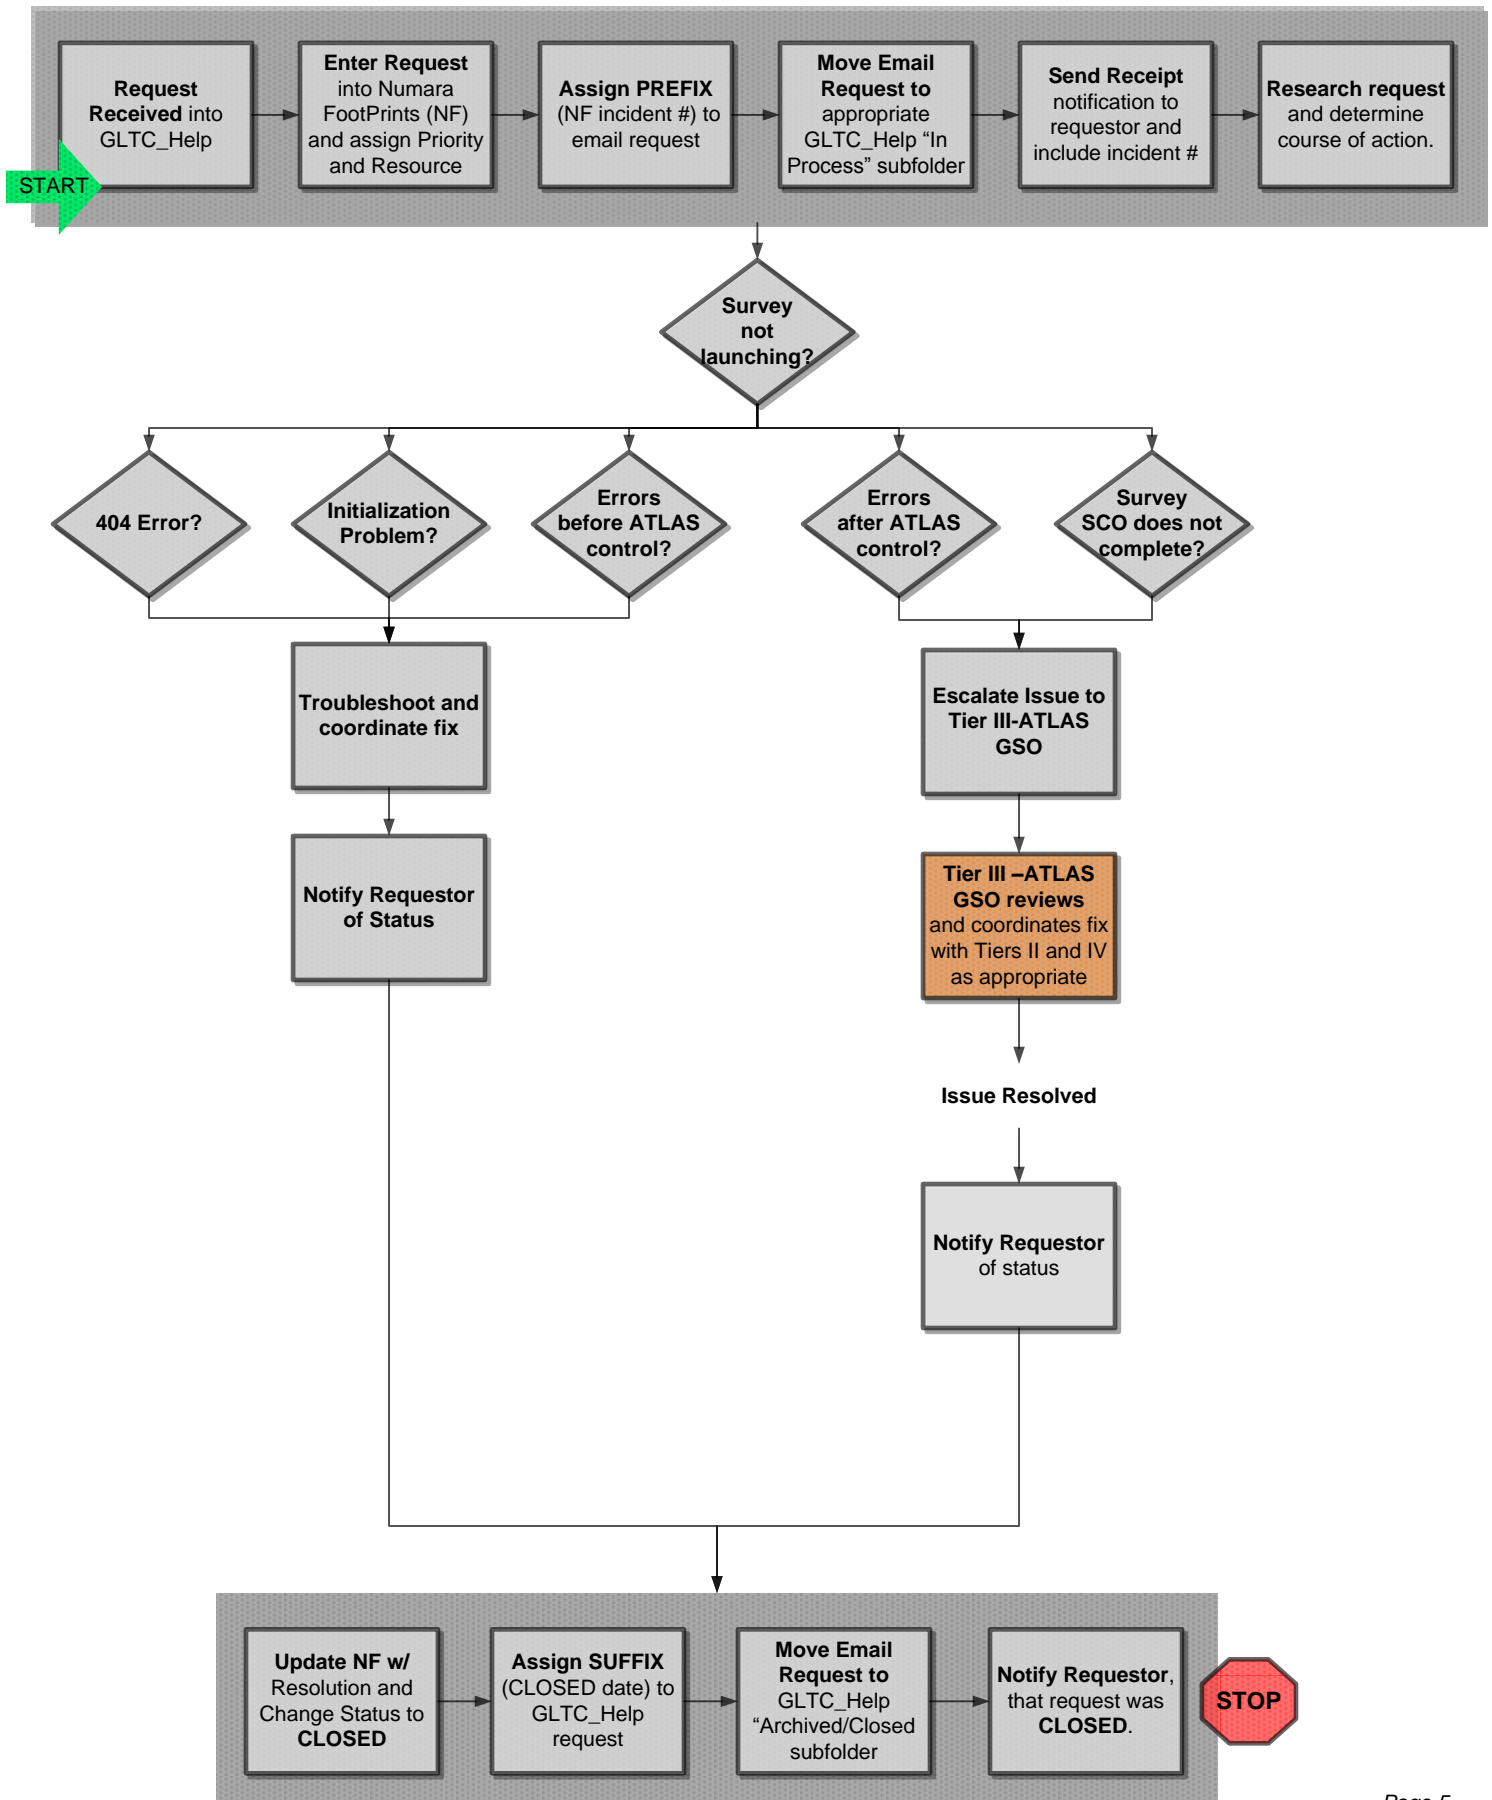 START
Request
Received into
GLTC_Help
Enter Request
into Numara
FootPrints (NF)
and assign Priority
and Resource
Assign PREFIX
(NF incident #) to
email request
Move Email
Request to
appropriate
GLTC_Help “In
Process” subfolder
Send Receipt
notification to
requestor and
include incident #
Research request
and determine
course of action.
Survey
not
launching?
404 Error?
Initialization
Problem?
Errors
before ATLAS
control?
Errors
after ATLAS
control?
Survey
SCO does not
complete?
Troubleshoot and
coordinate fix
Notify Requestor
of Status
Escalate Issue to
Tier III-ATLAS
GSO
Tier III –ATLAS
GSO reviews
and coordinates fix
with Tiers II and IV
as appropriate
Issue Resolved
Notify Requestor
of status
Update NF w/
Resolution and
Change Status to
CLOSED
Assign SUFFIX
(CLOSED date) to
GLTC_Help
request
Move Email
Request to
GLTC_Help
“Archived/Closed
subfolder
Notify Requestor,
that request was
CLOSED.
STOP
Page 5